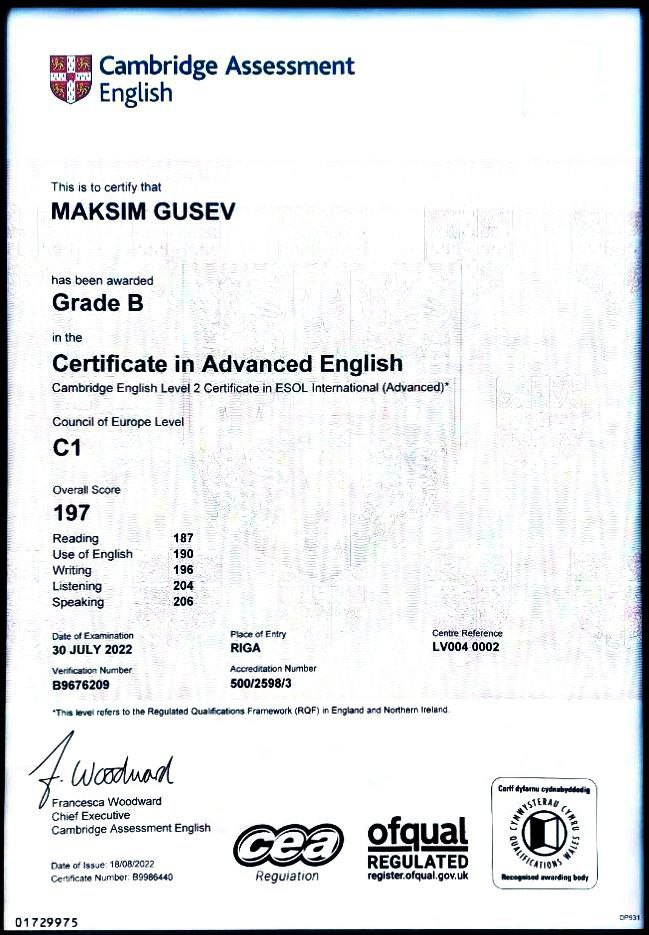 Cambridge Assessment
English
This is to certify that
MAKSIM GUSEV
has been awarded
Grade B
in the
Certificate in Advanced English
Cambridge English Level 2 Certificate in ESOL International (Advanced)*
Council of Europe Level
C1
Overall Score
197
Reading 187
Use of English 190
Writing 196
Listening 204
Speaking 206
Date of Examination Place of Entry Centre Reference
30 JULY 2022 RIGA LV004 0002
Verification Number Accreditation Number
B9676209 500/2598/3
*This level refers to the Regulated Qualifications Framework (RQF) in England and Northern Ireland.
F. Woodward
Francesca Woodward
Chief Executive
Cambridge Assessment English
Date of Issue: 18/08/2022
Certificate Number: B9986440
cea
Regulation
ofqual
REGULATED
register.ofqual.gov.uk
Corff dyfarnu cydnabyddedig
CYMWYSTERAU CYMRU
QUALIFICATIONS WALES
Recognised awarding body
01729975
DP931